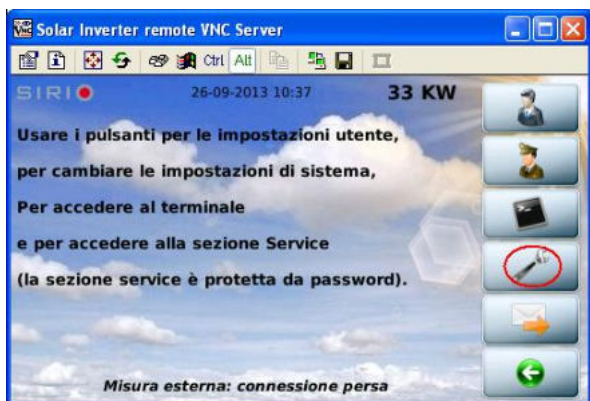 Solar Inverter remote VNC Server
Ctrl Alt
SIRIO 26-09-2013 10:37 33 KW
Usare i pulsanti per le impostazioni utente,
per cambiare le impostazioni di sistema,
Per accedere al terminale
e per accedere alla sezione Service
(la sezione service è protetta da password).
Misura esterna: connessione persa